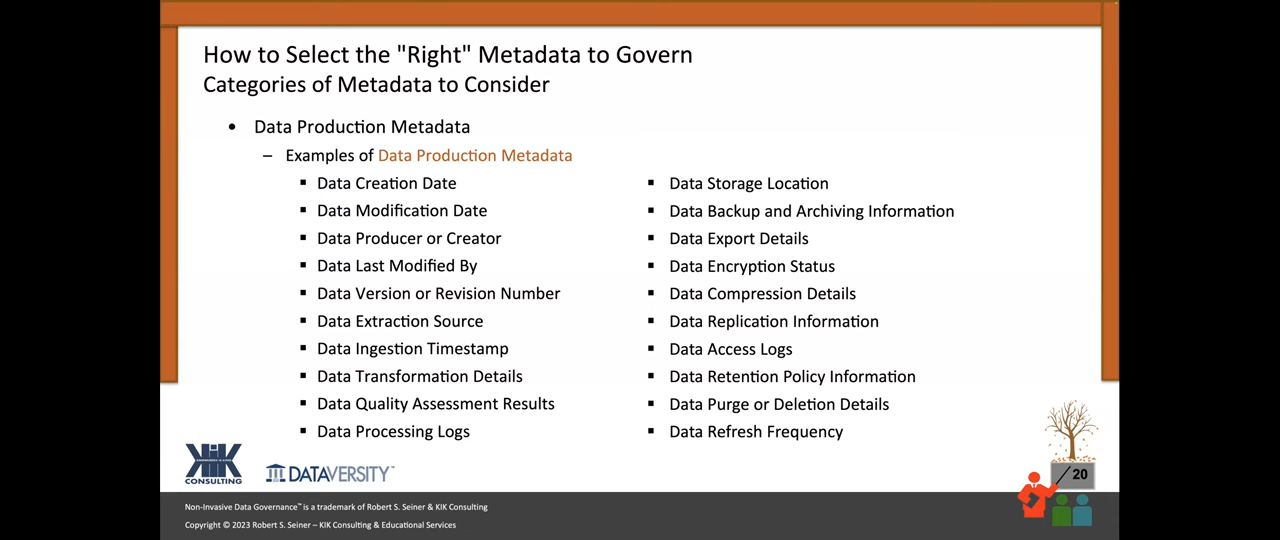 How to Select the "Right" Metadata to Govern
Categories of Metadata to Consider
• Data Production Metadata
– Examples of Data Production Metadata
▪ Data Creation Date
▪ Data Modification Date
▪ Data Producer or Creator
▪ Data Last Modified By
▪ Data Version or Revision Number
▪ Data Extraction Source
▪ Data Ingestion Timestamp
▪ Data Transformation Details
▪ Data Quality Assessment Results
▪ Data Processing Logs
▪ Data Storage Location
▪ Data Backup and Archiving Information
▪ Data Export Details
▪ Data Encryption Status
▪ Data Compression Details
▪ Data Replication Information
▪ Data Access Logs
▪ Data Retention Policy Information
▪ Data Purge or Deletion Details
▪ Data Refresh Frequency
KIK
CONSULTING
DATAVERSITY™
20
Non-Invasive Data Governance™ is a trademark of Robert S. Seiner & KIK Consulting
Copyright © 2023 Robert S. Seiner – KIK Consulting & Educational Services